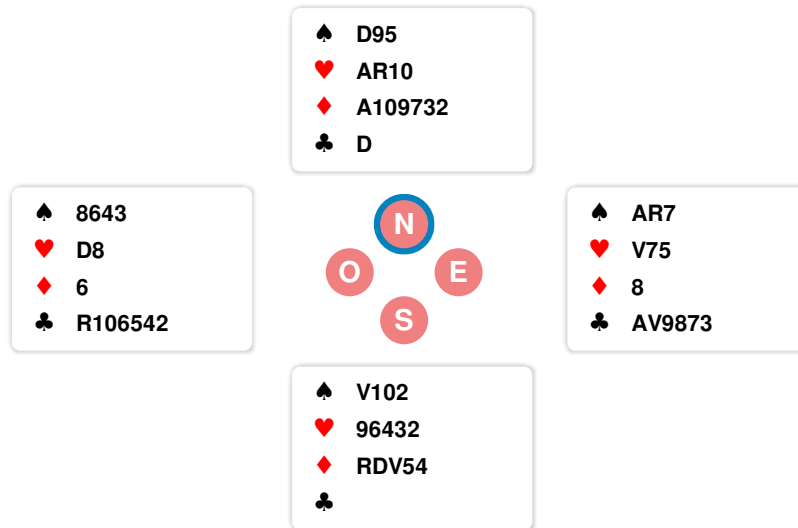 ♠ D95
♥ AR10
♦ A109732
♣ D
♠ 8643
♥ D8
♦ 6
♣ R106542
N
O
E
S
♠ AR7
♥ V75
♦ 8
♣ AV9873
♠ V102
♥ 96432
♦ RDV54
♣